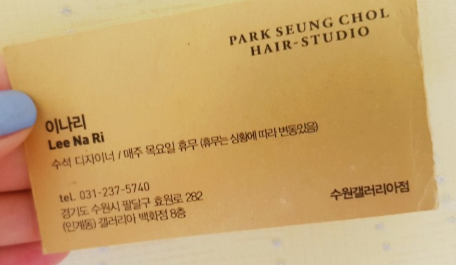 PARK SEUNG CHOL
HAIR-STUDIO
이나리
Lee Na Ri
수석 디자이너 / 매주 목요일 휴무 (휴무는 상황에 따라 변동있음)
tel. 031-237-5740
경기도 수원시 팔달구 효원로 282
(인계동) 갤러리아 백화점 8층
수원갤러리아점